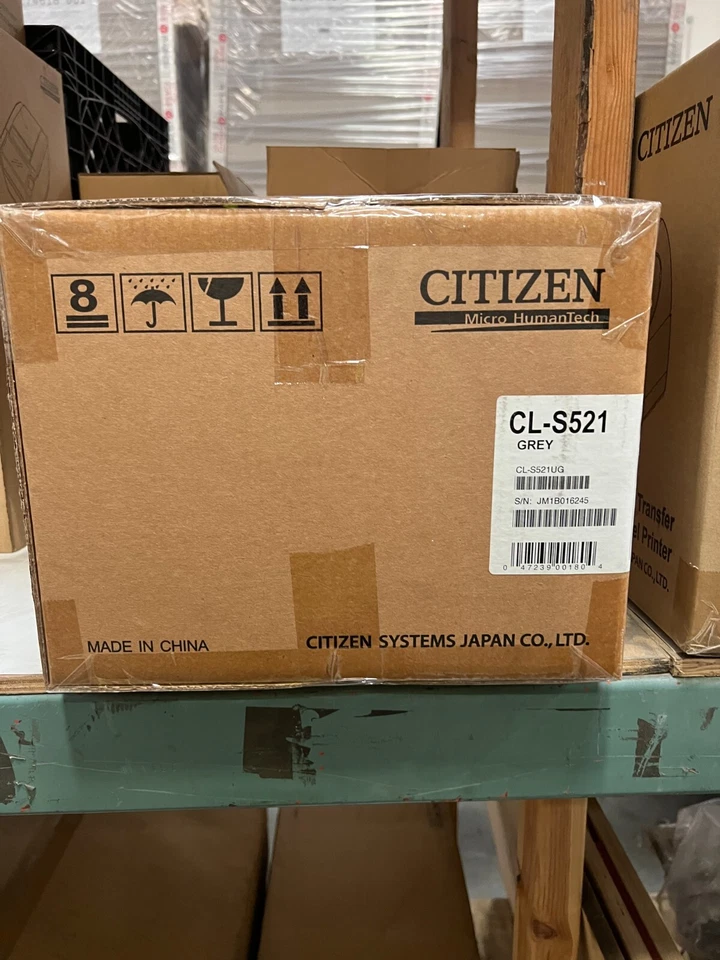 8
CITIZEN
Micro HumanTech
CITIZEN
CL-S521
GREY
CL-S521UG
S/N: JM1B016245
0 47239 00180 4
Transfer
Printer
CO., LTD.
MADE IN CHINA
CITIZEN SYSTEMS JAPAN CO., LTD.